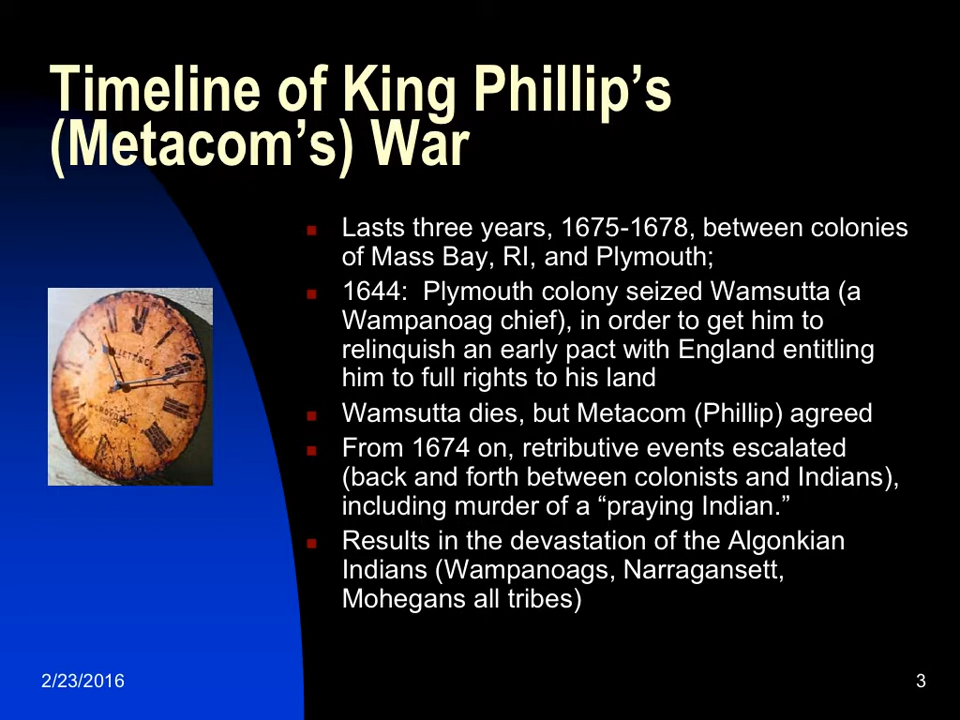 Timeline of King Phillip’s
(Metacom’s) War
Lasts three years, 1675-1678, between colonies
of Mass Bay, RI, and Plymouth;
1644:  Plymouth colony seized Wamsutta (a
Wampanoag chief), in order to get him to
relinquish an early pact with England entitling
him to full rights to his land
Wamsutta dies, but Metacom (Phillip) agreed
From 1674 on, retributive events escalated
(back and forth between colonists and Indians),
including murder of a “praying Indian.”
Results in the devastation of the Algonkian
Indians (Wampanoags, Narragansett,
Mohegans all tribes)
2/23/2016
3